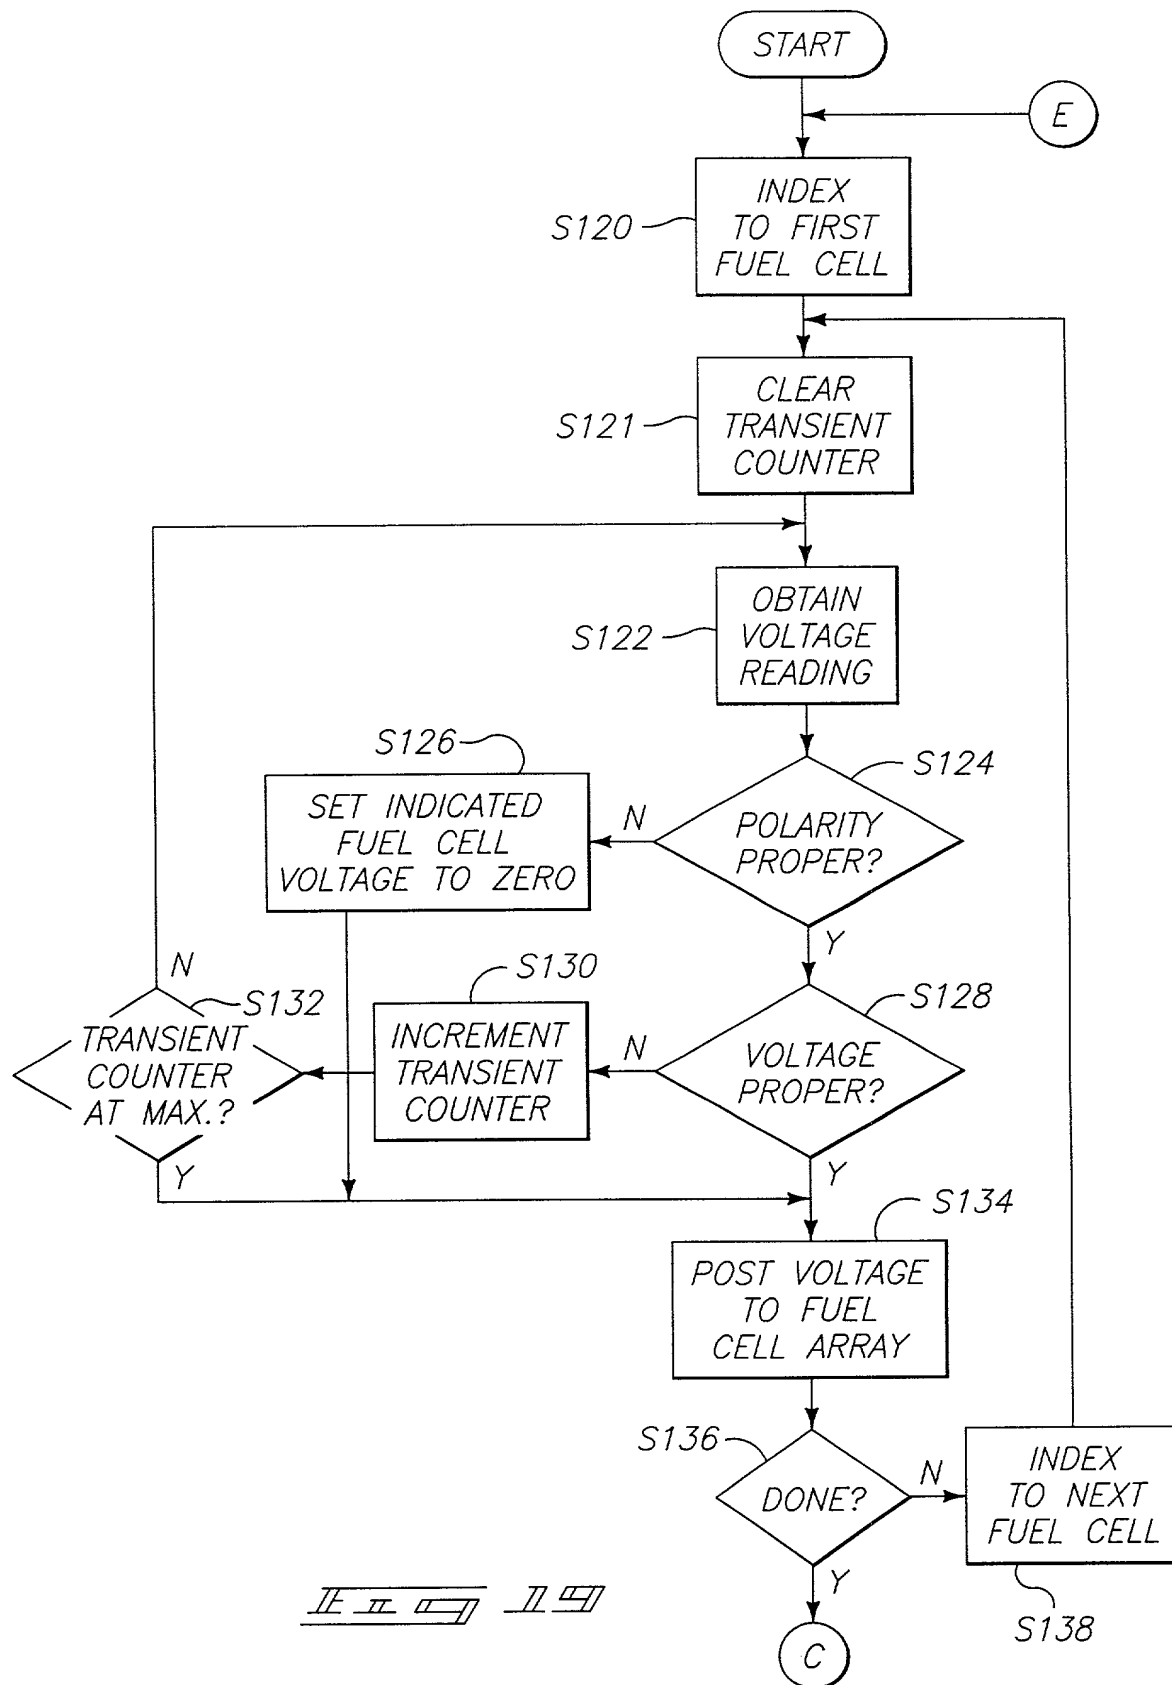 START
E
INDEX
TO FIRST
FUEL CELL
S120
CLEAR
TRANSIENT
COUNTER
S121
OBTAIN
VOLTAGE
READING
S122
S126
SET INDICATED
FUEL CELL
VOLTAGE TO ZERO
N
POLARITY
PROPER?
S124
Y
N
S132
TRANSIENT
COUNTER
AT MAX.?
Y
S130
INCREMENT
TRANSIENT
COUNTER
N
VOLTAGE
PROPER?
S128
Y
S134
POST VOLTAGE
TO FUEL
CELL ARRAY
S136
DONE?
N
INDEX
TO NEXT
FUEL CELL
S138
Y
C
FIG 19